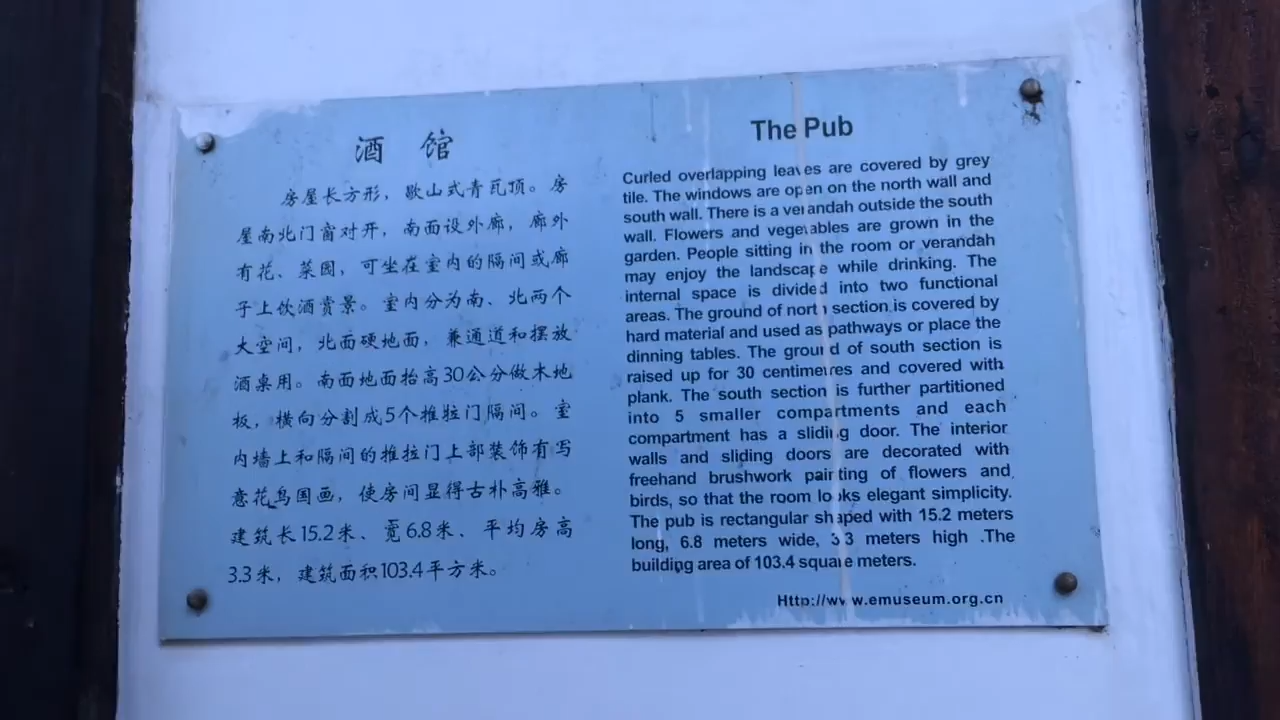 酒 馆
房屋长方形，歇山式青瓦顶。房
屋南北门窗对开，南面设外廊，廊外
有花、菜园，可坐在室内的隔间或廊
子上饮酒赏景。室内分为南、北两个
大空间，北面硬地面，兼通道和摆放
酒桌用。南面地面抬高30公分做木地
板，横向分割成5个推拉门隔间。室
内墙上和隔间的推拉门上部装饰有写
意花鸟国画，使房间显得古朴高雅。
建筑长15.2米、宽6.8米、平均房高
3.3米，建筑面积103.4平方米。
The Pub
Curled overlapping leaves are covered by grey
tile. The windows are open on the north wall and
south wall. There is a verandah outside the south
wall. Flowers and vegetables are grown in the
garden. People sitting in the room or verandah
may enjoy the landscape while drinking. The
internal space is divided into two functional
areas. The ground of north section is covered by
hard material and used as pathways or place the
dinning tables. The ground of south section is
raised up for 30 centimetres and covered with
plank. The south section is further partitioned
into 5 smaller compartments and each
compartment has a sliding door. The interior
walls and sliding doors are decorated with
freehand brushwork painting of flowers and
birds, so that the room looks elegant simplicity.
The pub is rectangular shaped with 15.2 meters
long, 6.8 meters wide, 3.3 meters high .The
building area of 103.4 square meters.
Http://www.emuseum.org.cn